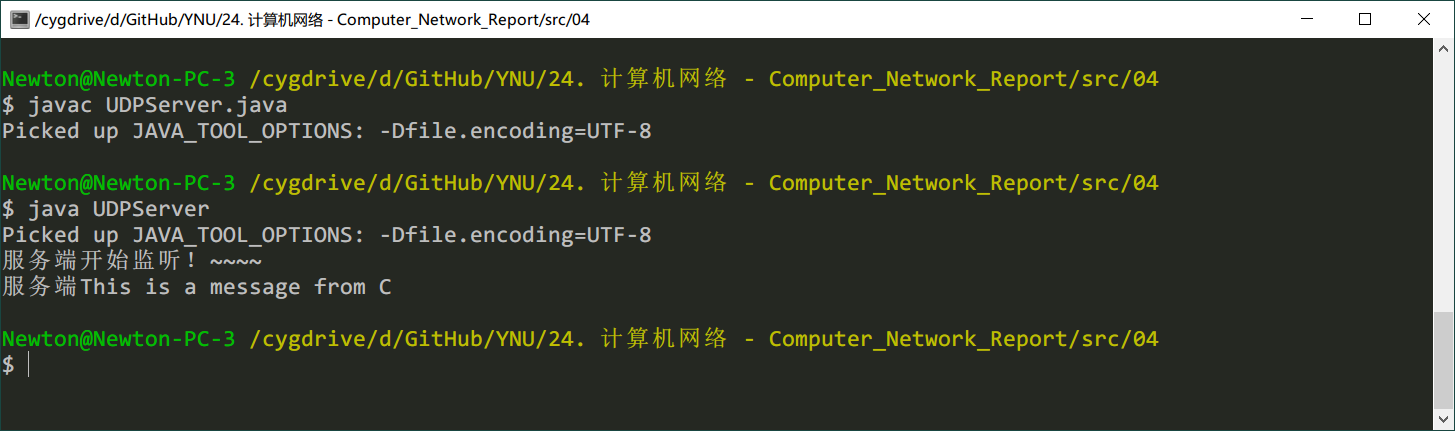 /cygdrive/d/GitHub/YNU/24. 计算机网络 - Computer_Network_Report/src/04
Newton@Newton-PC-3 /cygdrive/d/GitHub/YNU/24. 计算机网络 - Computer_Network_Report/src/04
$ javac UDPServer.java
Picked up JAVA_TOOL_OPTIONS: -Dfile.encoding=UTF-8
Newton@Newton-PC-3 /cygdrive/d/GitHub/YNU/24. 计算机网络 - Computer_Network_Report/src/04
$ java UDPServer
Picked up JAVA_TOOL_OPTIONS: -Dfile.encoding=UTF-8
服务端开始监听！~~~~
服务端This is a message from C
Newton@Newton-PC-3 /cygdrive/d/GitHub/YNU/24. 计算机网络 - Computer_Network_Report/src/04
$